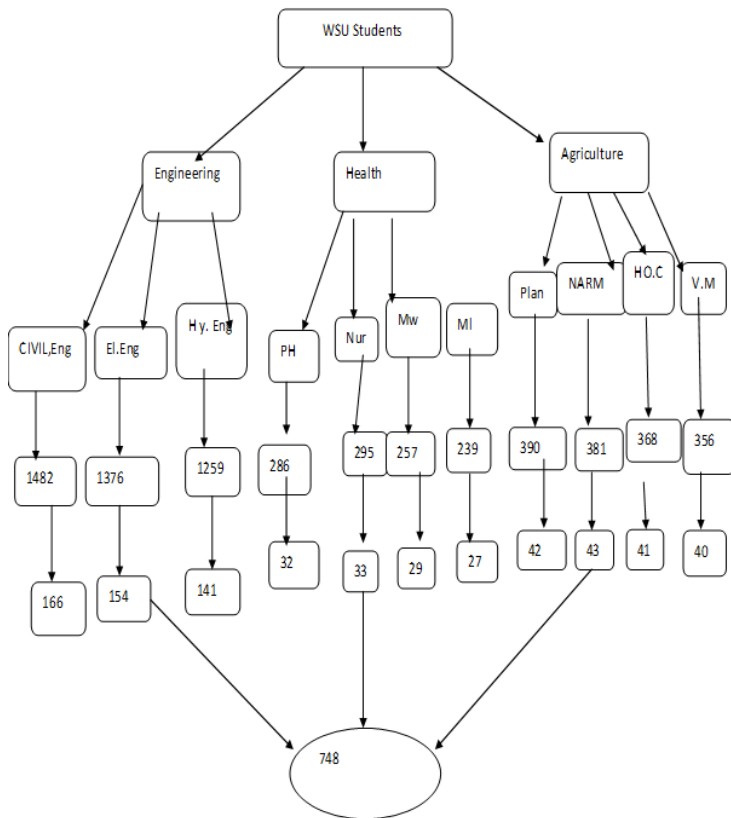 WSU Students
Engineering
Health
Agriculture
CIVIL,Eng
El.Eng
Hy. Eng
PH
Nur
Mw
Ml
Plan
NARM
HO.C
V.M
1482
1376
1259
286
295
257
239
390
381
368
356
166
154
141
32
33
29
27
42
43
41
40
748